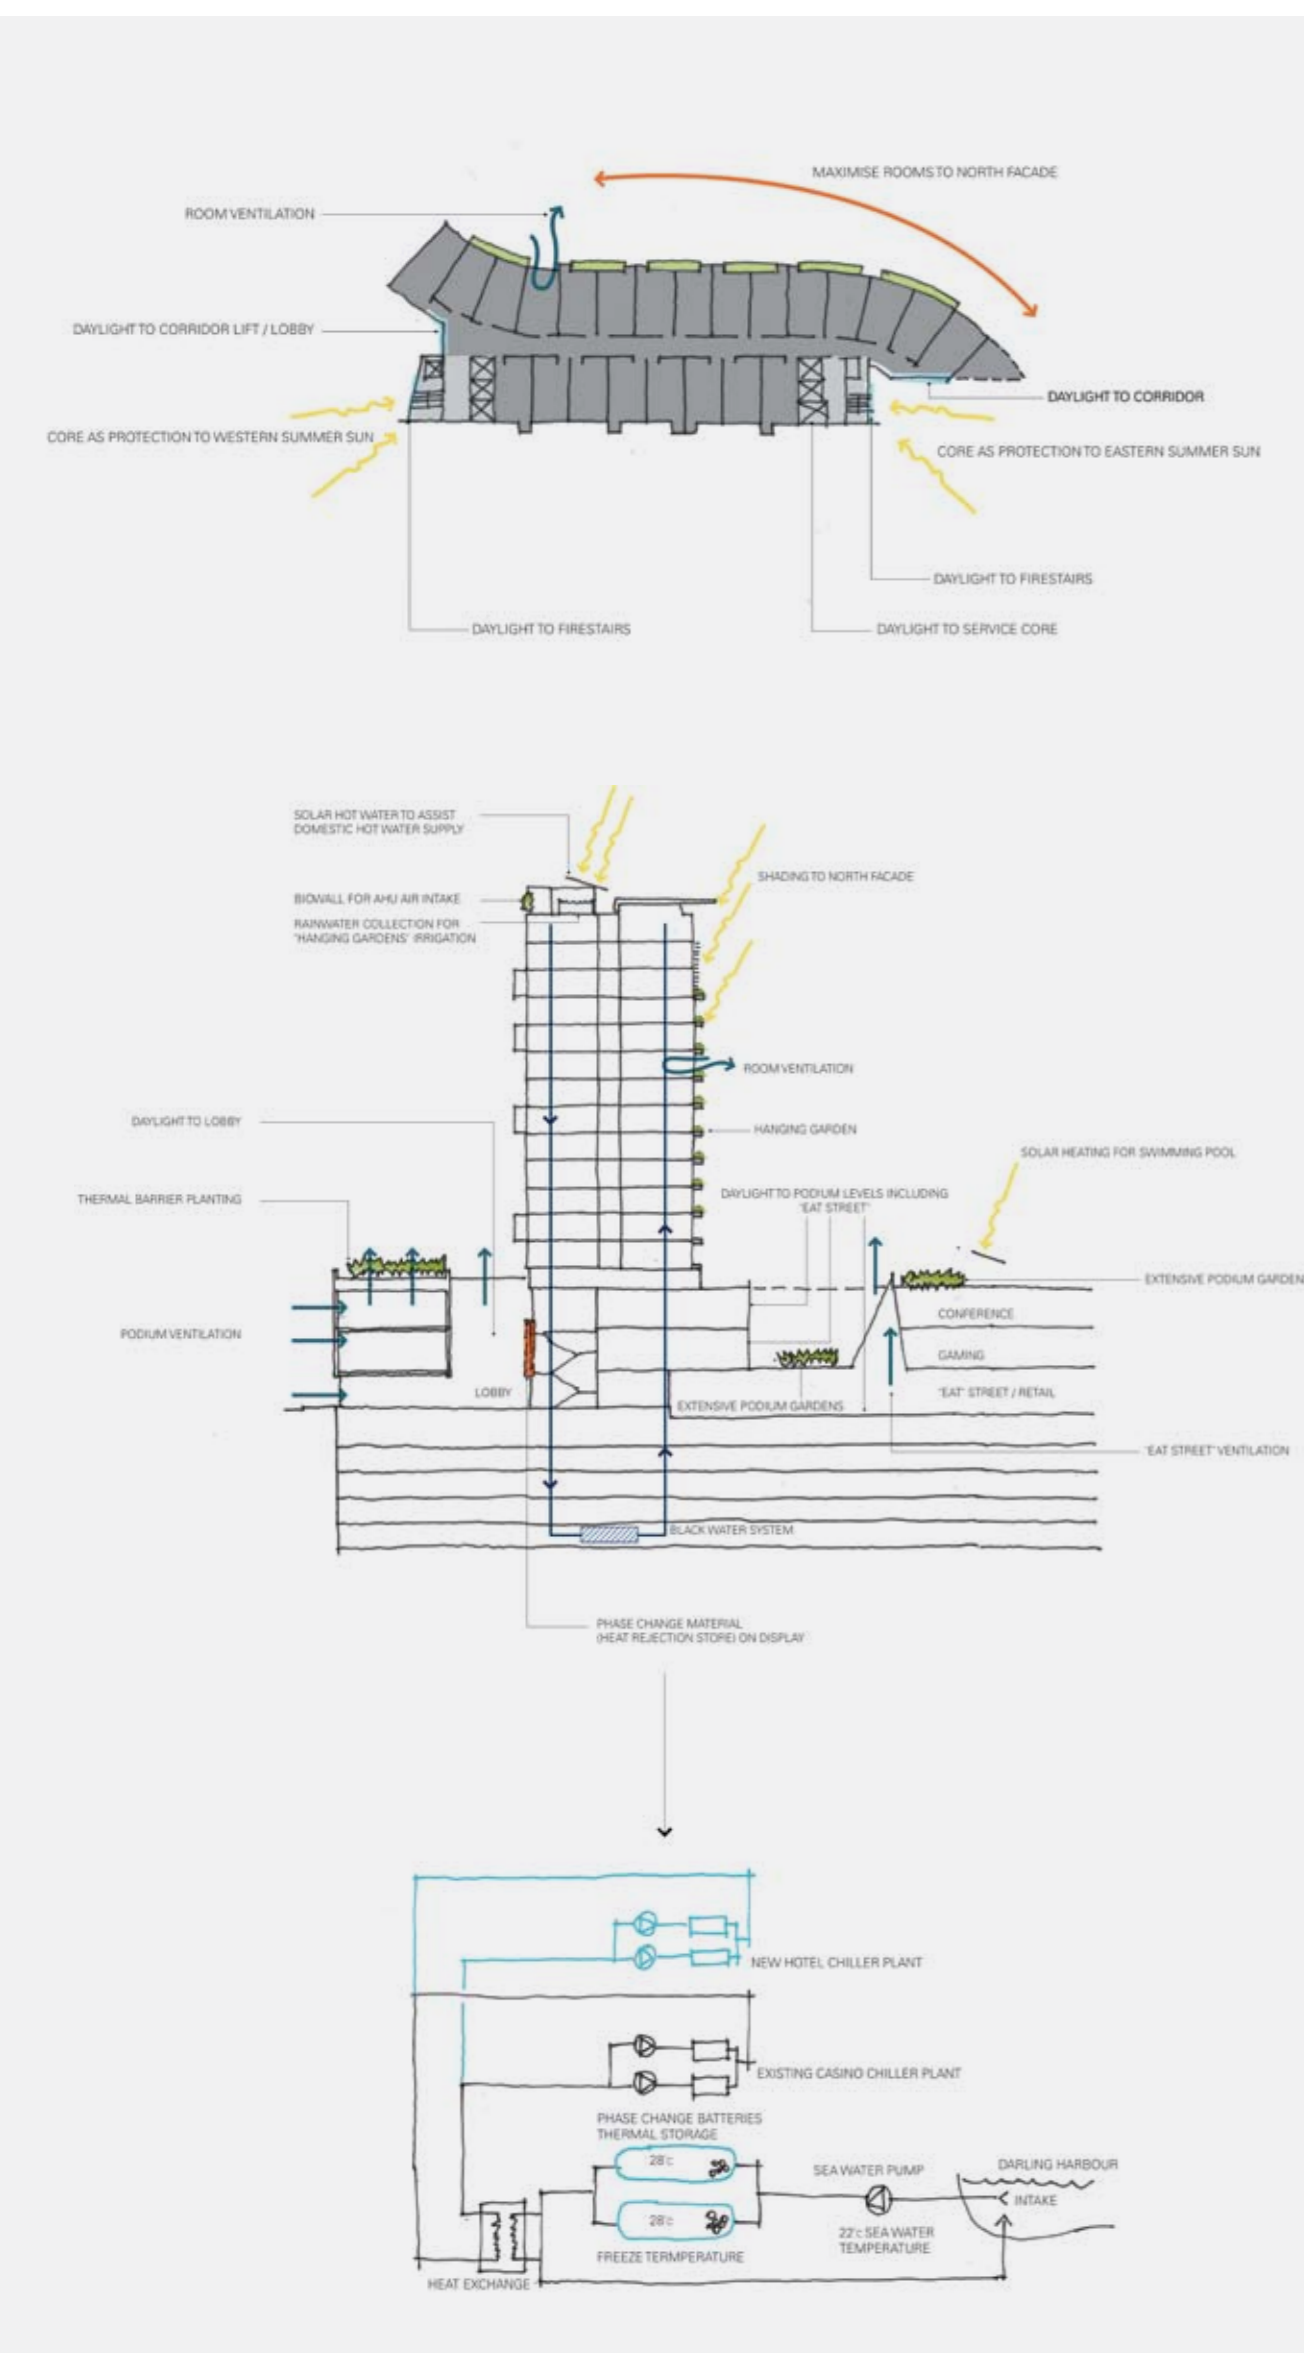 MAXIMISE ROOMS TO NORTH FACADE
ROOM VENTILATION
DAYLIGHT TO CORRIDOR LIFT / LOBBY
DAYLIGHT TO CORRIDOR
CORE AS PROTECTION TO WESTERN SUMMER SUN
CORE AS PROTECTION TO EASTERN SUMMER SUN
DAYLIGHT TO FIRESTAIRS
DAYLIGHT TO FIRESTAIRS
DAYLIGHT TO SERVICE CORE
SOLAR HOT WATER TO ASSIST
DOMESTIC HOT WATER SUPPLY
SHADING TO NORTH FACADE
BIOWALL FOR AHU AIR INTAKE
RAINWATER COLLECTION FOR
"HANGING GARDENS" IRRIGATION
ROOM VENTILATION
DAYLIGHT TO LOBBY
HANGING GARDEN
SOLAR HEATING FOR SWIMMING POOL
THERMAL BARRIER PLANTING
DAYLIGHT TO PODIUM LEVELS INCLUDING
"EAT STREET"
EXTENSIVE PODIUM GARDEN
CONFERENCE
PODIUM VENTILATION
GAMING
LOBBY
"EAT" STREET / RETAIL
EXTENSIVE PODIUM GARDENS
"EAT STREET" VENTILATION
BLACK WATER SYSTEM
PHASE CHANGE MATERIAL
(HEAT REJECTION STORE) ON DISPLAY
NEW HOTEL CHILLER PLANT
EXISTING CASINO CHILLER PLANT
PHASE CHANGE BATTERIES
THERMAL STORAGE
28°c
SEA WATER PUMP
DARLING HARBOUR
INTAKE
28°c
22°c SEA WATER
TEMPERATURE
FREEZE TERMPERATURE
HEAT EXCHANGE